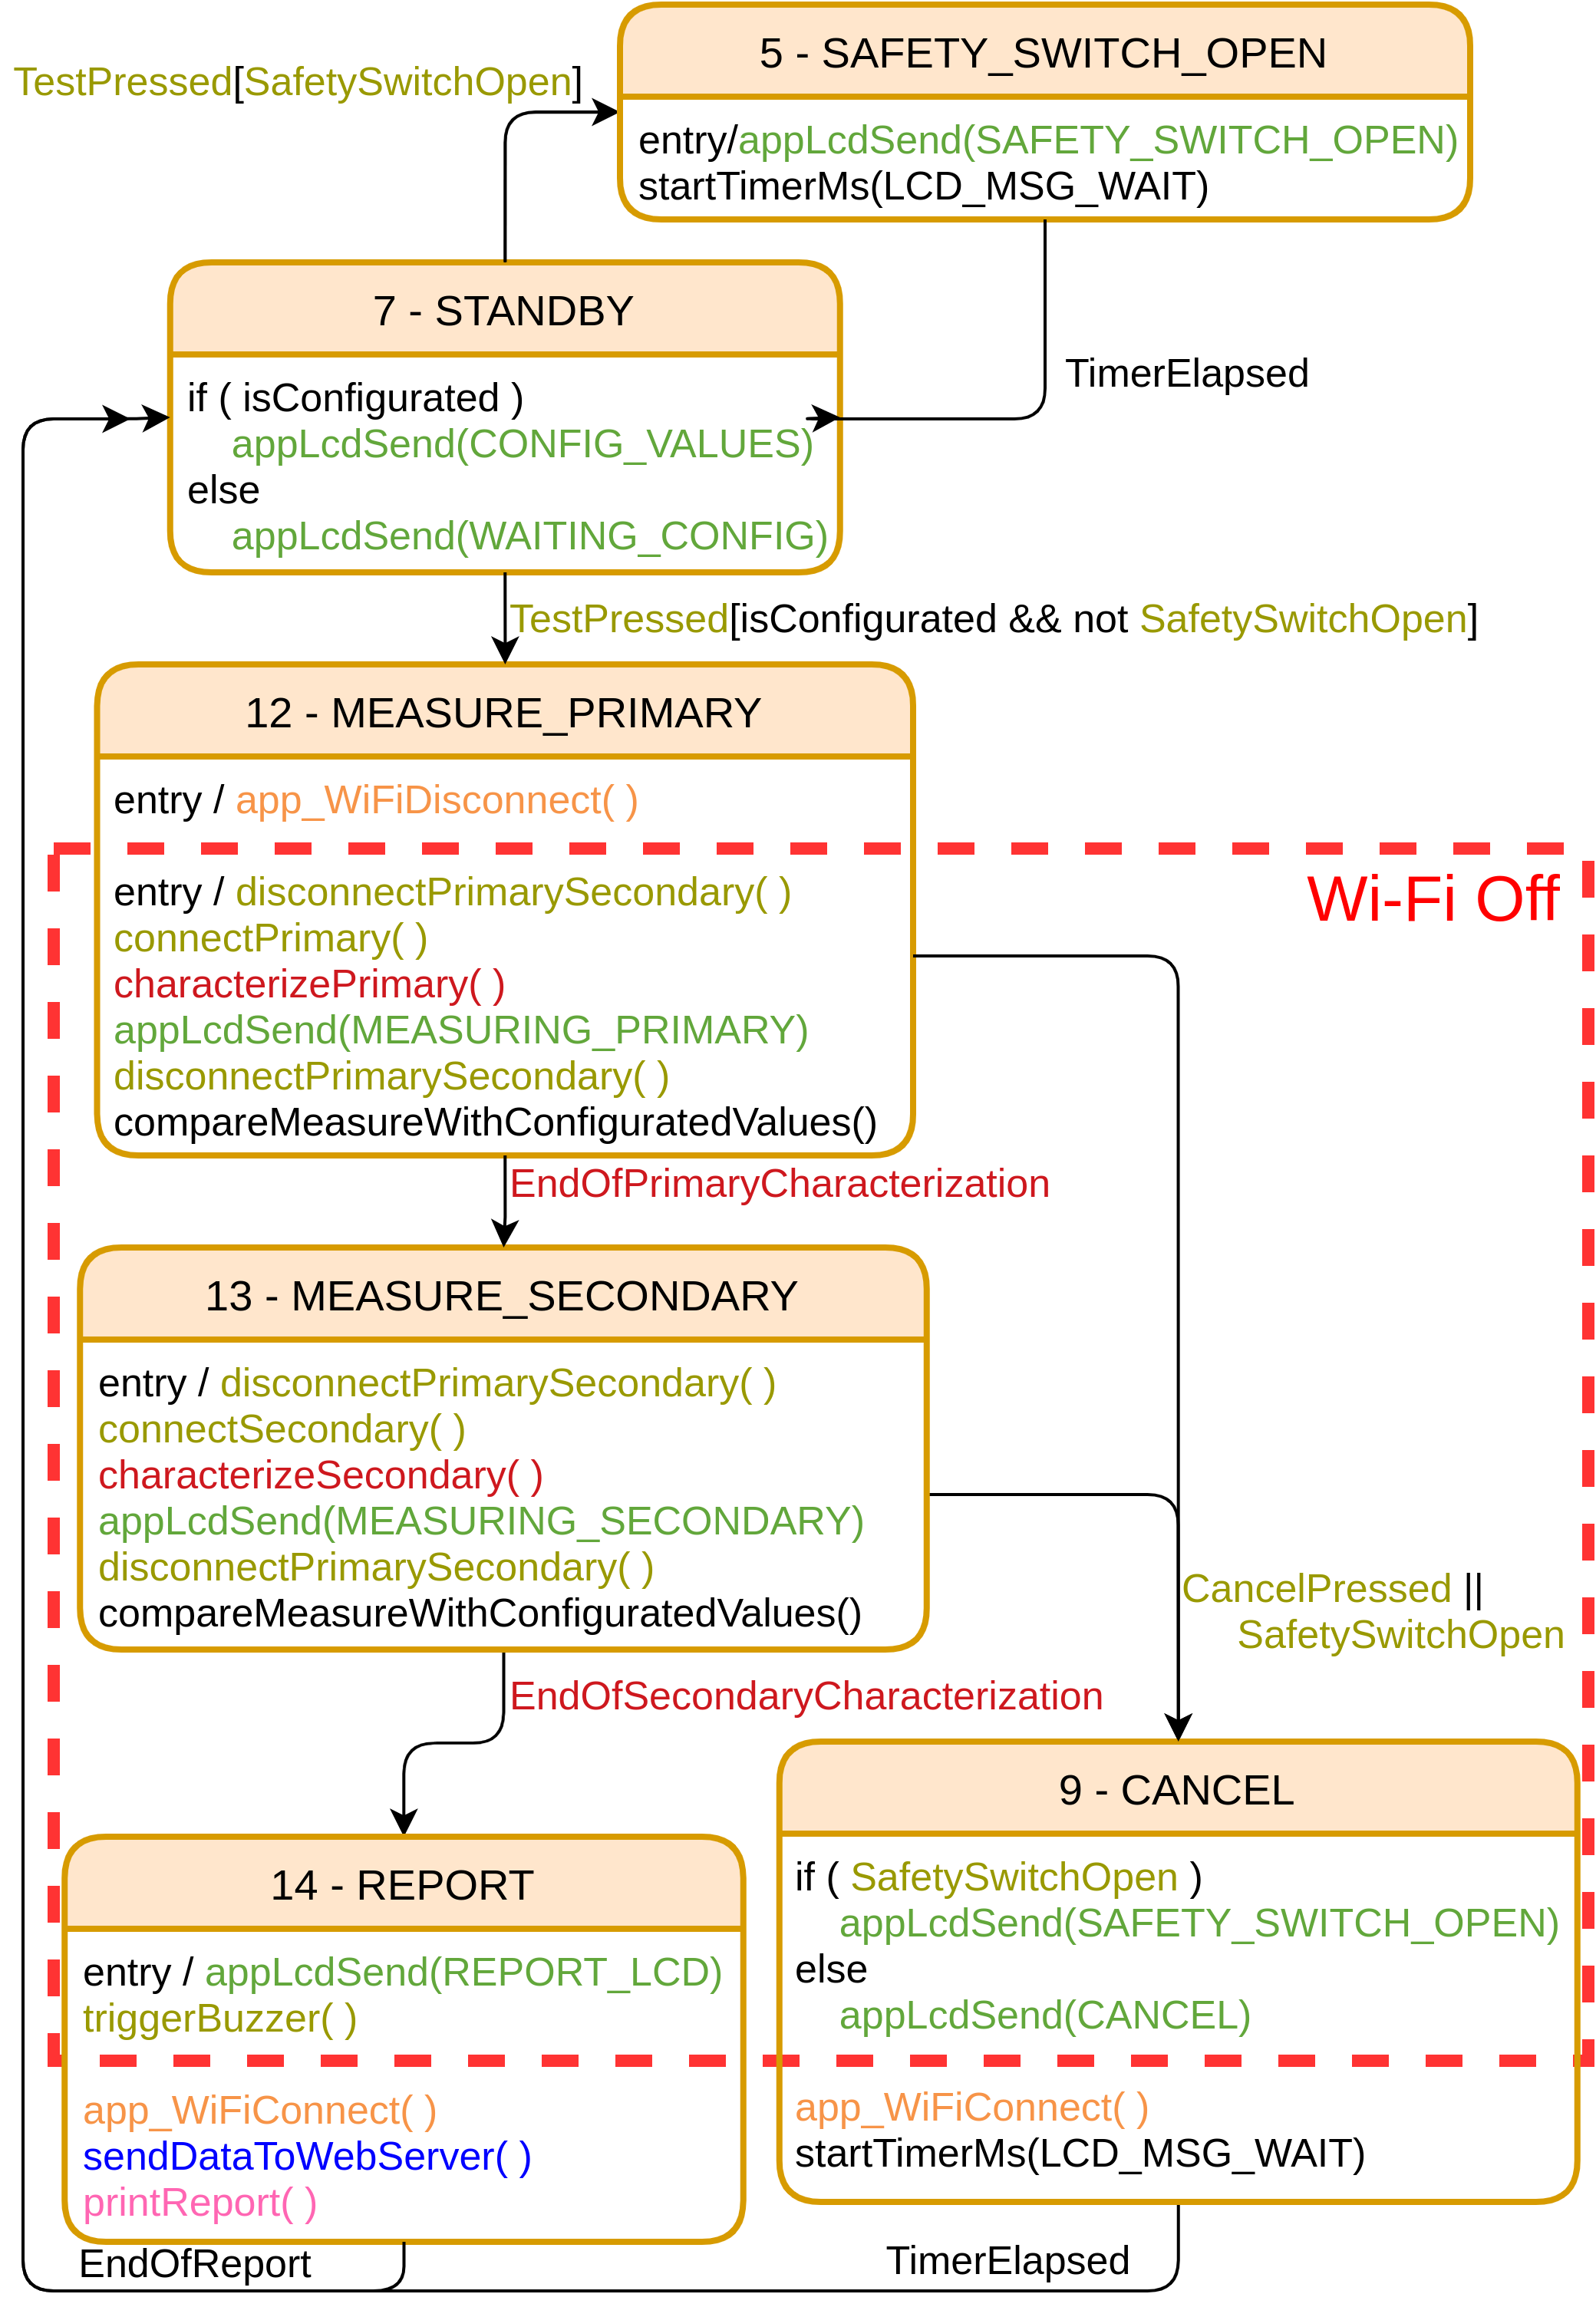 5 - SAFETY_SWITCH_OPEN
TestPressed[SafetySwitchOpen]
entry/appLcdSend(SAFETY_SWITCH_OPEN)
startTimerMs(LCD_MSG_WAIT)
7 - STANDBY
TimerElapsed
if ( isConfigurated )
appLcdSend(CONFIG_VALUES)
else
appLcdSend(WAITING_CONFIG)
TestPressed[isConfigurated && not SafetySwitchOpen]
12 - MEASURE_PRIMARY
entry / app_WiFiDisconnect( )
Wi-Fi Off
entry / disconnectPrimarySecondary( )
connectPrimary( )
characterizePrimary( )
appLcdSend(MEASURING_PRIMARY)
disconnectPrimarySecondary( )
compareMeasureWithConfiguratedValues()
EndOfPrimaryCharacterization
13 - MEASURE_SECONDARY
entry / disconnectPrimarySecondary( )
connectSecondary( )
characterizeSecondary( )
appLcdSend(MEASURING_SECONDARY)
disconnectPrimarySecondary( )
compareMeasureWithConfiguratedValues()
CancelPressed ||
SafetySwitchOpen
EndOfSecondaryCharacterization
14 - REPORT
entry / appLcdSend(REPORT_LCD)
triggerBuzzer( )
app_WiFiConnect( )
sendDataToWebServer( )
printReport( )
EndOfReport
9 - CANCEL
if ( SafetySwitchOpen )
appLcdSend(SAFETY_SWITCH_OPEN)
else
appLcdSend(CANCEL)
app_WiFiConnect( )
startTimerMs(LCD_MSG_WAIT)
TimerElapsed